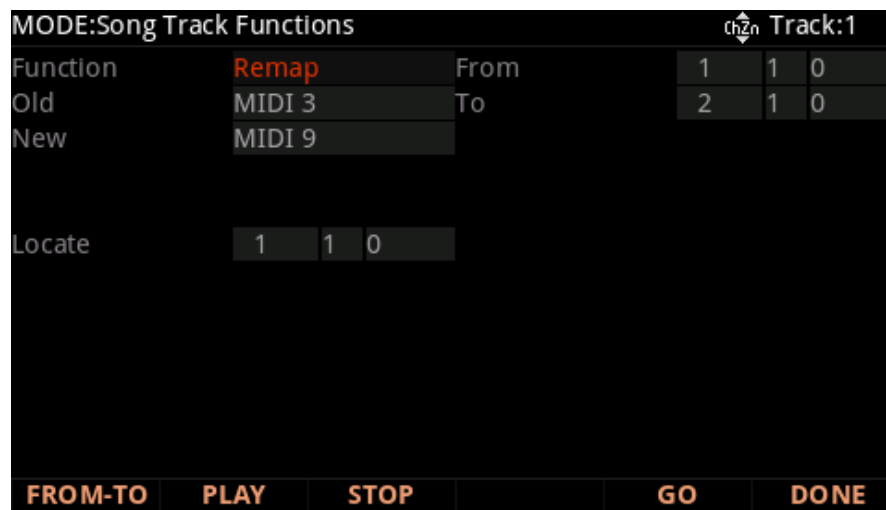 MODE:Song Track Functions ChZn Track:1
Function Remap From 1 1 0
Old MIDI 3 To 2 1 0
New MIDI 9
Locate 1 1 0
FROM-TO PLAY STOP GO DONE